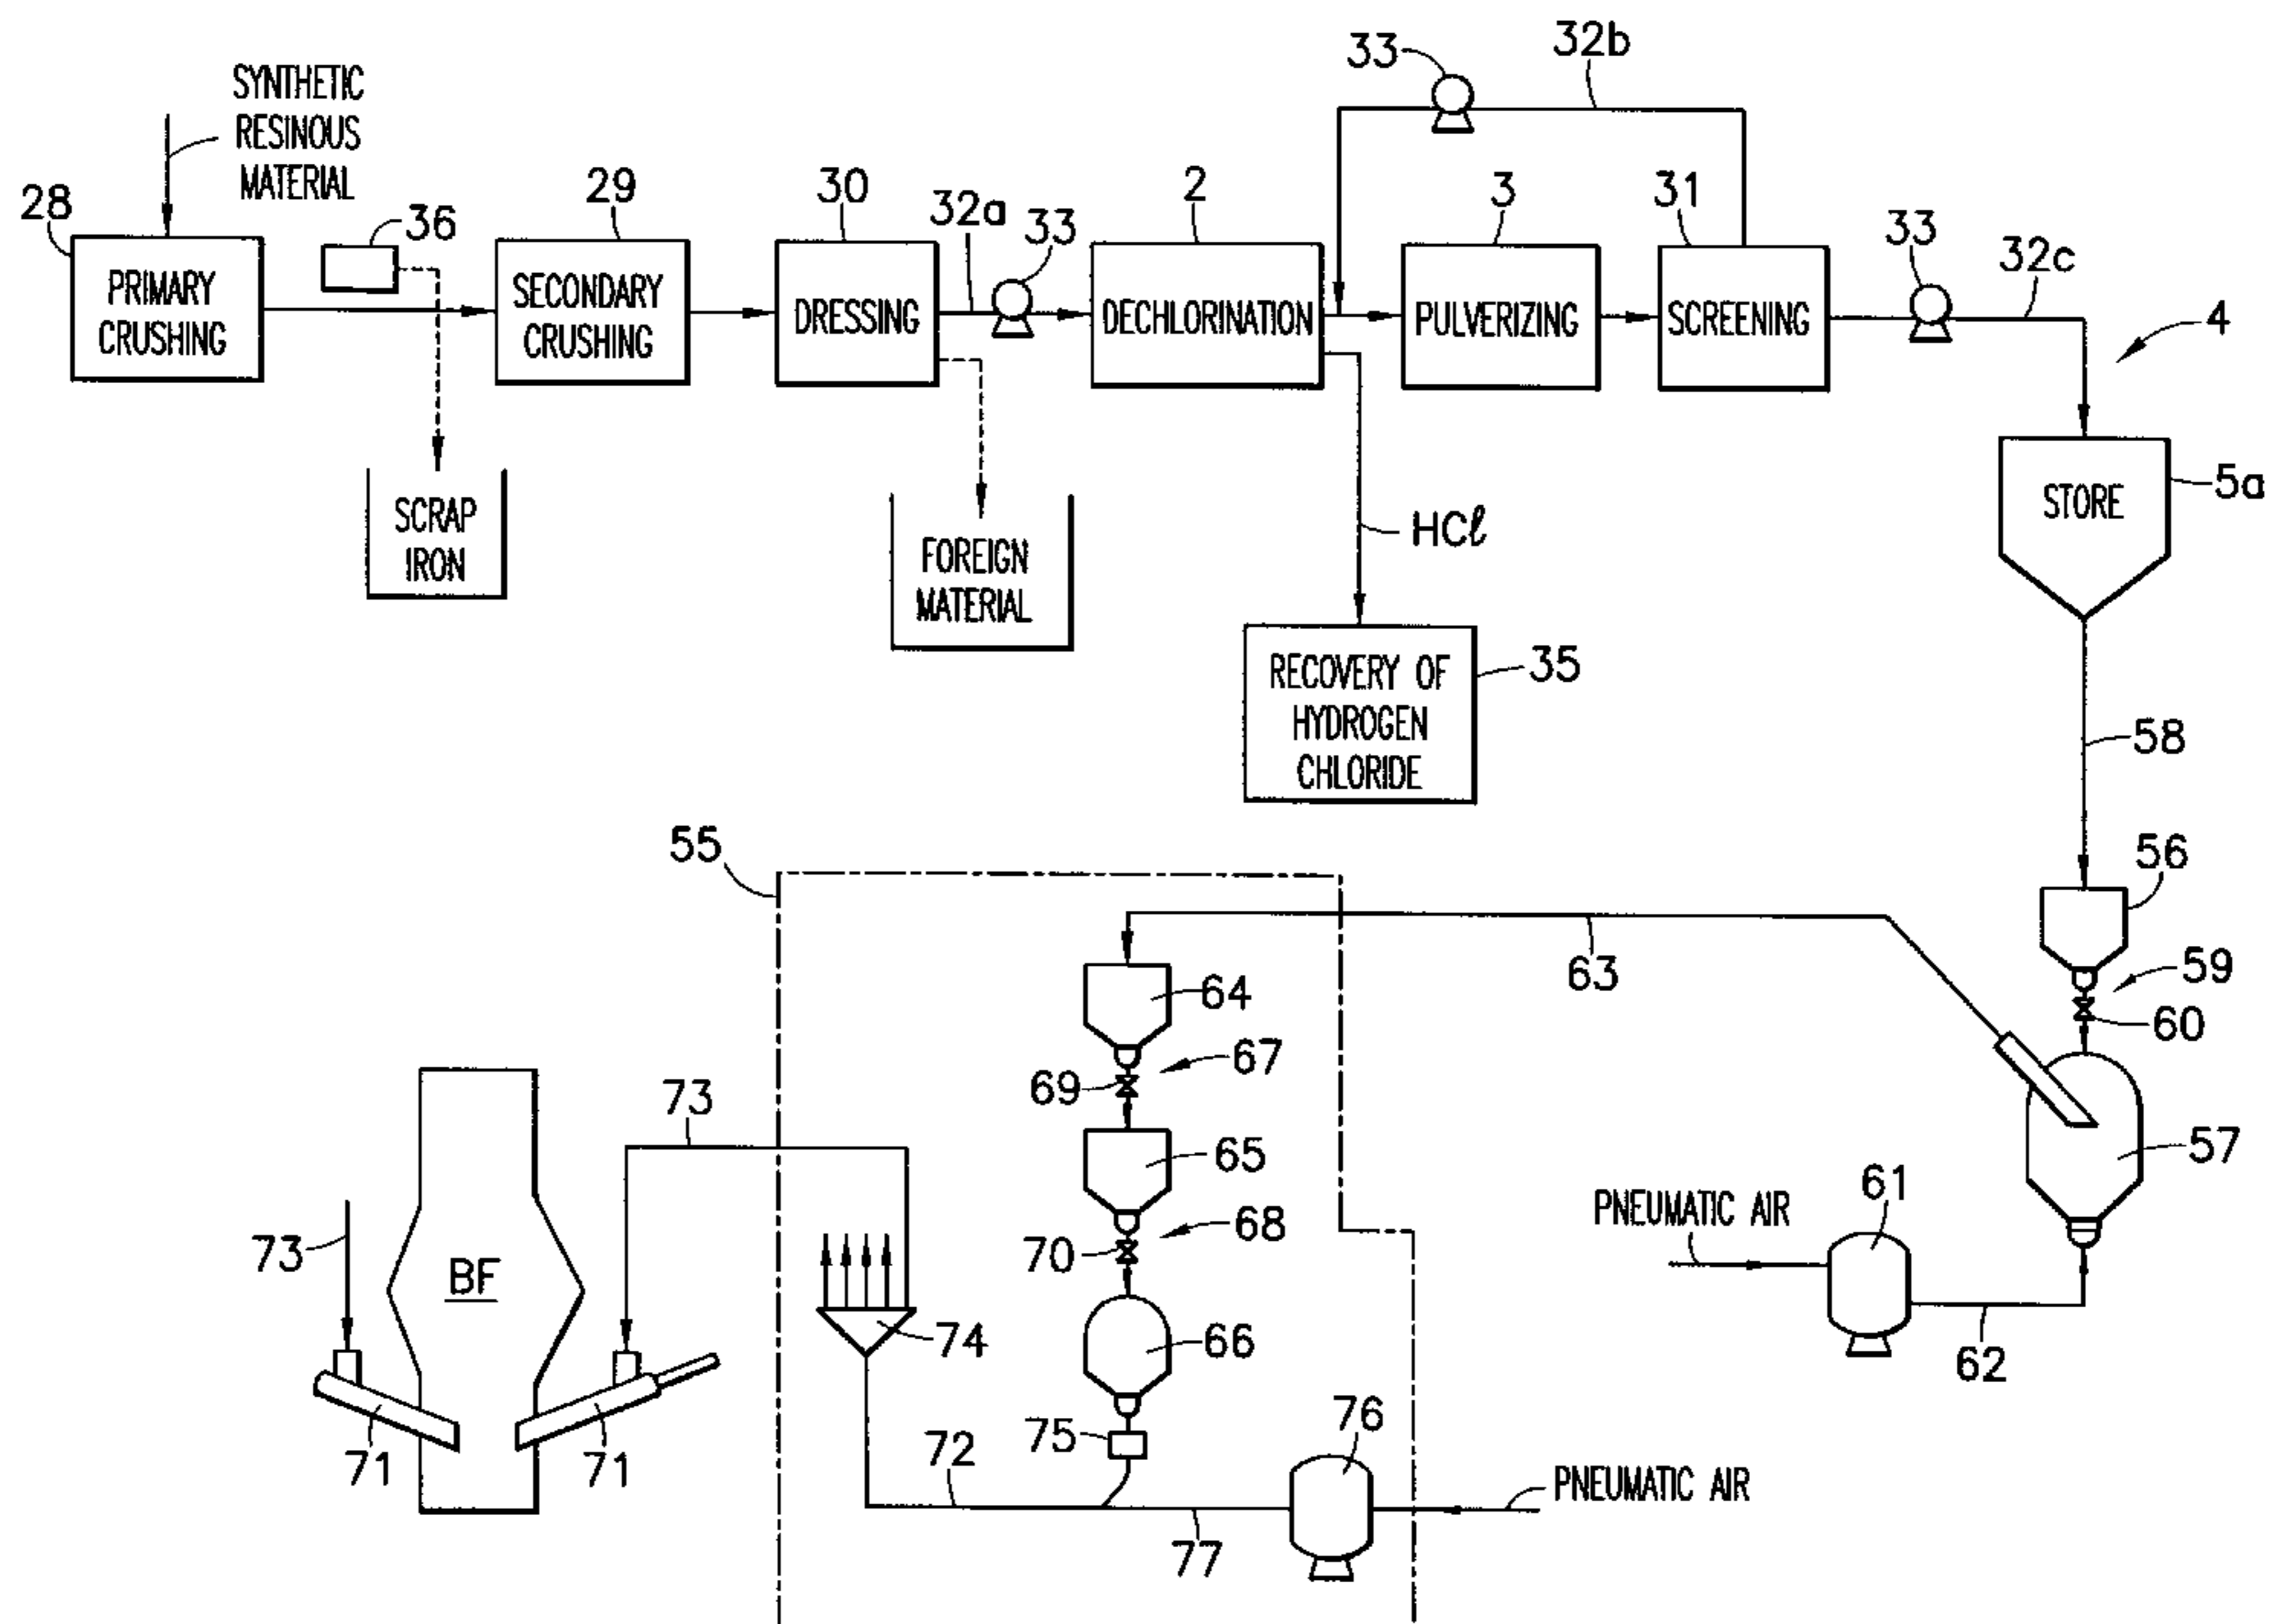 33
32b
SYNTHETIC
RESINOUS
MATERIAL
28
36
29
30
32a
33
2
3
31
33
32c
4
PRIMARY
CRUSHING
SECONDARY
CRUSHING
DRESSING
DECHLORINATION
PULVERIZING
SCREENING
5a
STORE
SCRAP
IRON
FOREIGN
MATERIAL
HCℓ
RECOVERY OF
HYDROGEN
CHLORIDE
35
58
55
56
63
64
59
60
67
69
73
65
57
PNEUMATIC AIR
61
68
70
73
BF
74
66
62
75
76
71
71
72
77
PNEUMATIC AIR